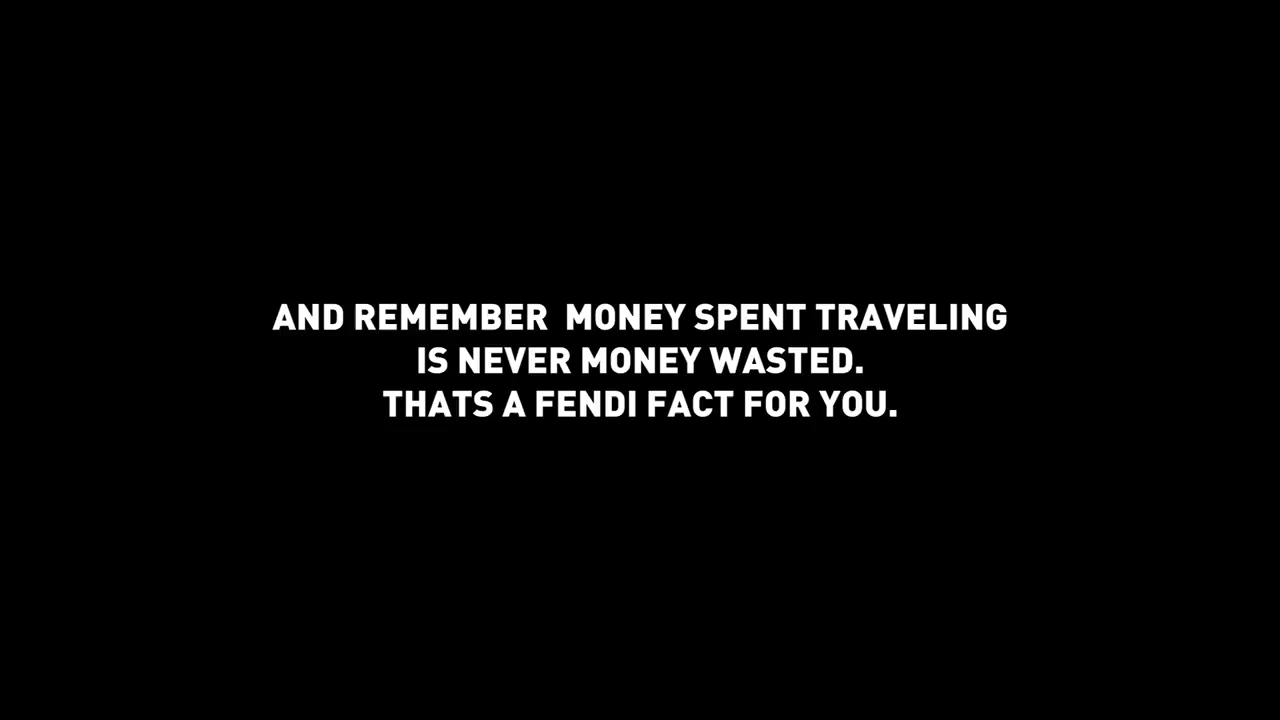 AND REMEMBER  MONEY SPENT TRAVELING
IS NEVER MONEY WASTED.
THATS A FENDI FACT FOR YOU.